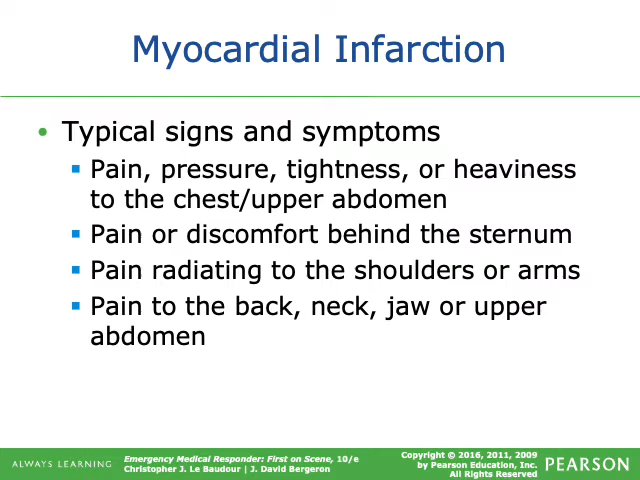 Myocardial Infarction
• Typical signs and symptoms
▪ Pain, pressure, tightness, or heaviness
to the chest/upper abdomen
▪ Pain or discomfort behind the sternum
▪ Pain radiating to the shoulders or arms
▪ Pain to the back, neck, jaw or upper
abdomen
ALWAYS LEARNING
Emergency Medical Responder: First on Scene, 10/e
Christopher J. Le Baudour | J. David Bergeron
Copyright © 2016, 2011, 2009
by Pearson Education, Inc.
All Rights Reserved
PEARSON